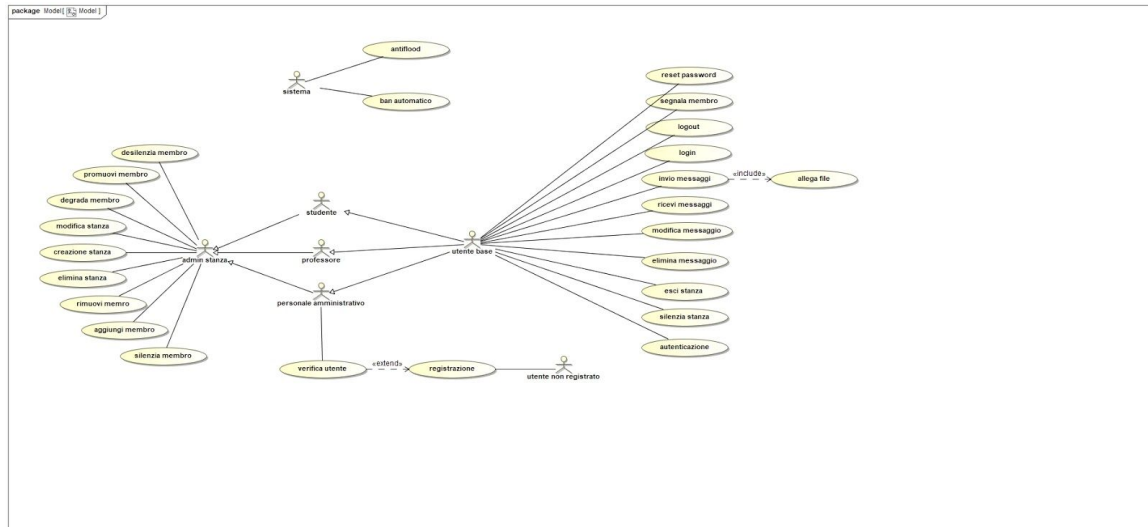 package Model[ Model ]
antiflood
sistema
ban automatico
reset password
segnala membro
logout
login
invio messaggi
«include»
allega file
ricevi messaggi
modifica messaggio
elimina messaggio
esci stanza
silenzia stanza
autenticazione
desilenzia membro
promuovi membro
degrada membro
modifica stanza
creazione stanza
elimina stanza
rimuovi memro
aggiungi membro
silenzia membro
admin stanza
studente
professore
personale amministrativo
utente base
verifica utente
«extend»
registrazione
utente non registrato